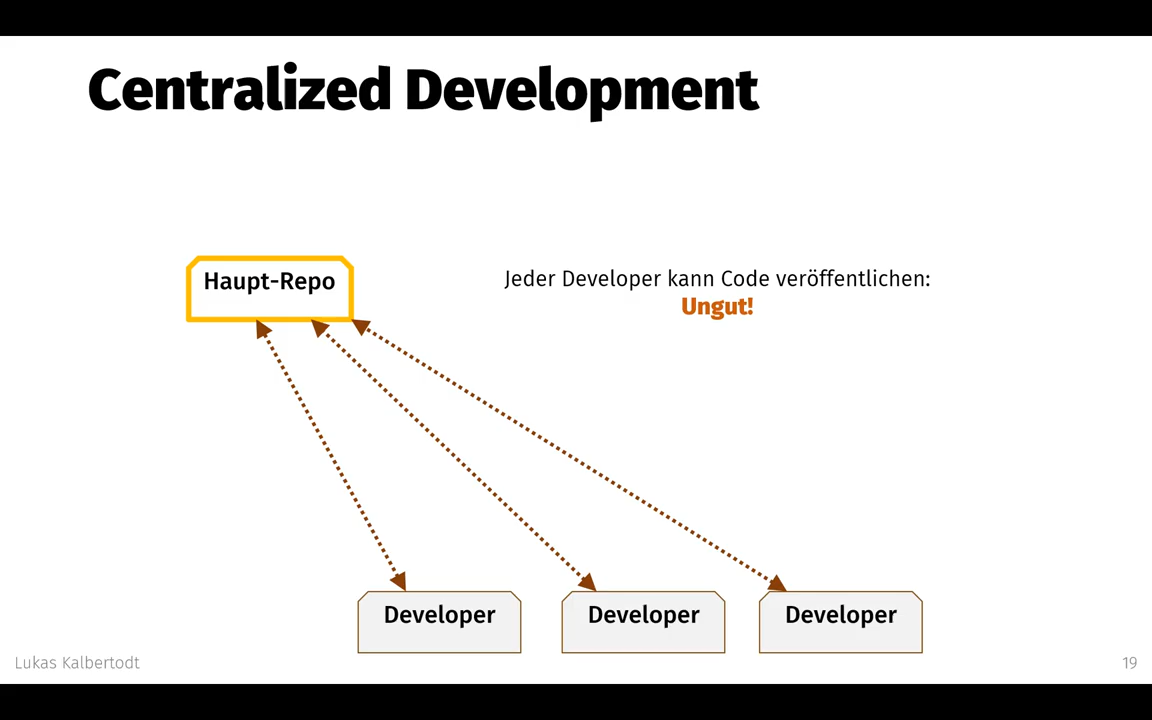 Centralized Development
Haupt-Repo
Jeder Developer kann Code veröffentlichen:
Ungut!
Developer
Developer
Developer
Lukas Kalbertodt
19